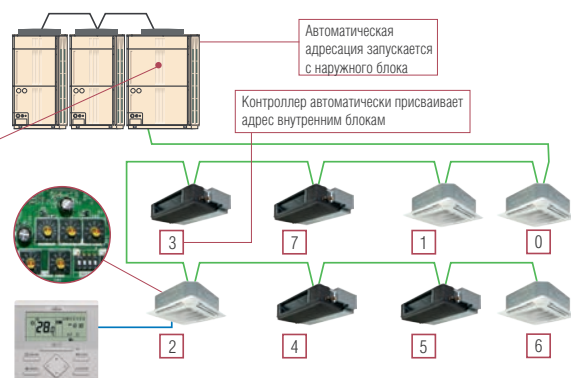 Автоматическая
адресация запускается
с наружного блока
Контроллер автоматически присваивает
адрес внутренним блокам
3 7 1 0
28.0
2 4 5 6